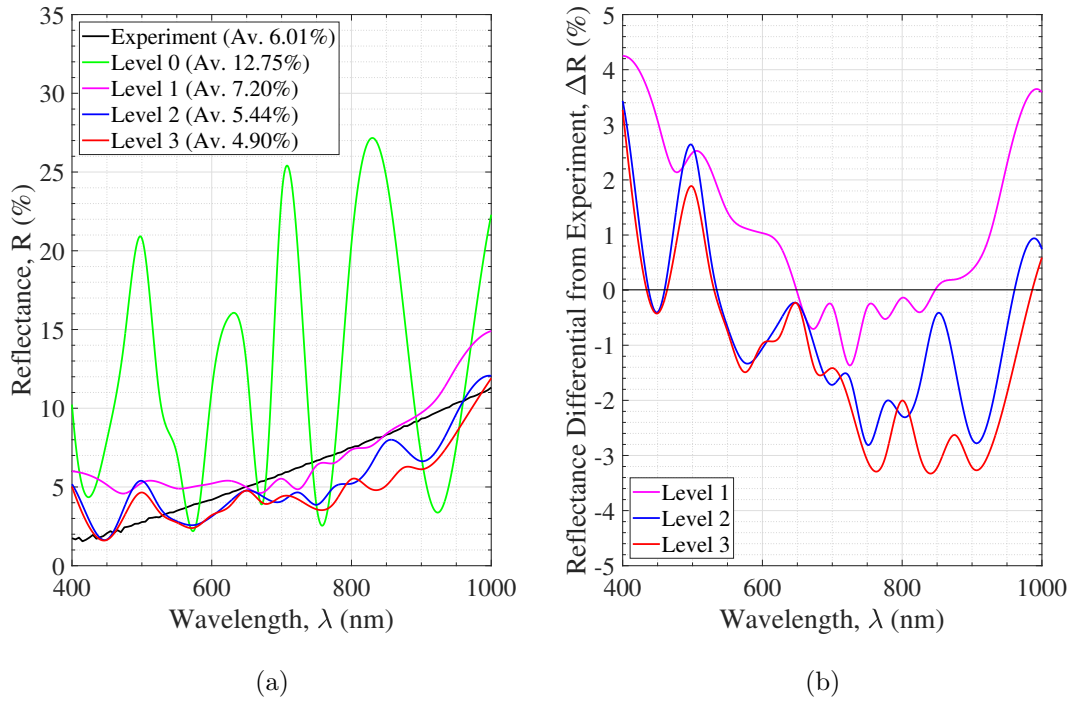 35
30
25
20
15
10
5
0
Reflectance, R (%)
Experiment (Av. 6.01%)
Level 0 (Av. 12.75%)
Level 1 (Av. 7.20%)
Level 2 (Av. 5.44%)
Level 3 (Av. 4.90%)
400
600
800
1000
Wavelength, λ (nm)
(a)
5
4
3
2
1
0
-1
-2
-3
-4
-5
Reflectance Differential from Experiment, ΔR (%)
Level 1
Level 2
Level 3
400
600
800
1000
Wavelength, λ (nm)
(b)